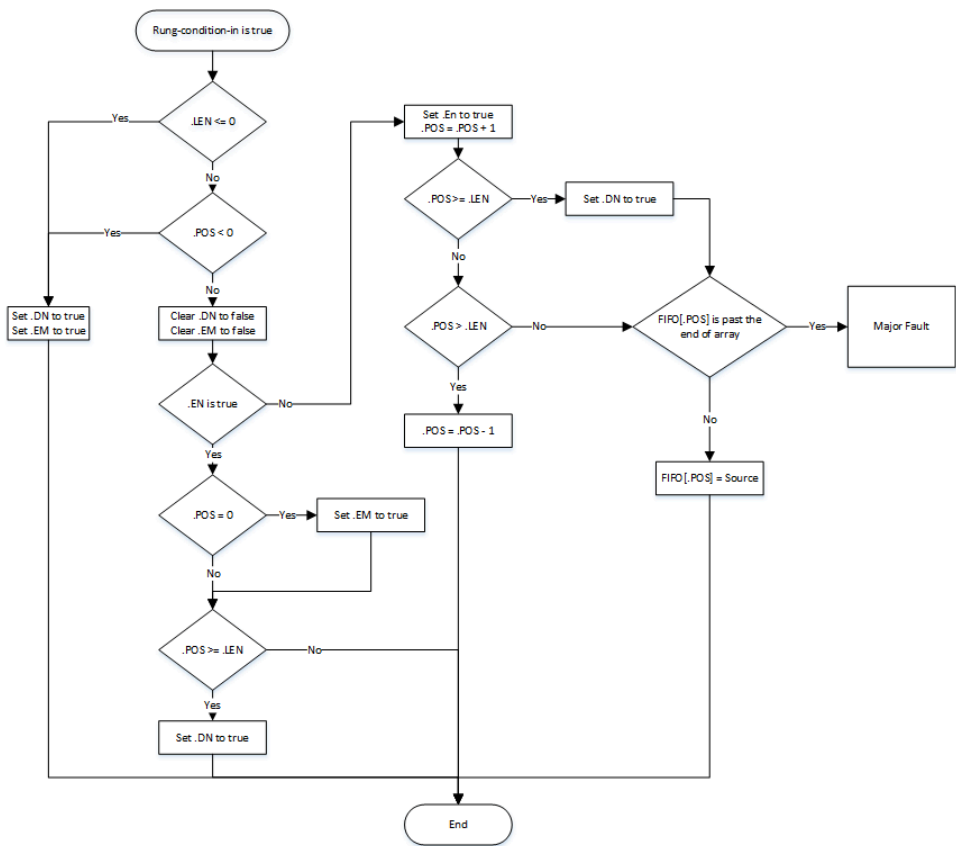 Rung-condition-in is true
.LEN <= 0
Yes
No
.POS < 0
Yes
No
Set .DN to true
Set .EM to true
Clear .DN to false
Clear .EM to false
.EN is true
No
Yes
.POS = 0
Yes
Set .EM to true
No
.POS >= .LEN
No
Yes
Set .DN to true
Set .En to true
.POS = .POS + 1
.POS >= .LEN
Yes
Set .DN to true
No
.POS > .LEN
No
Yes
.POS = .POS - 1
FIFO[.POS] is past the
end of array
Yes
Major Fault
No
FIFO[.POS] = Source
End